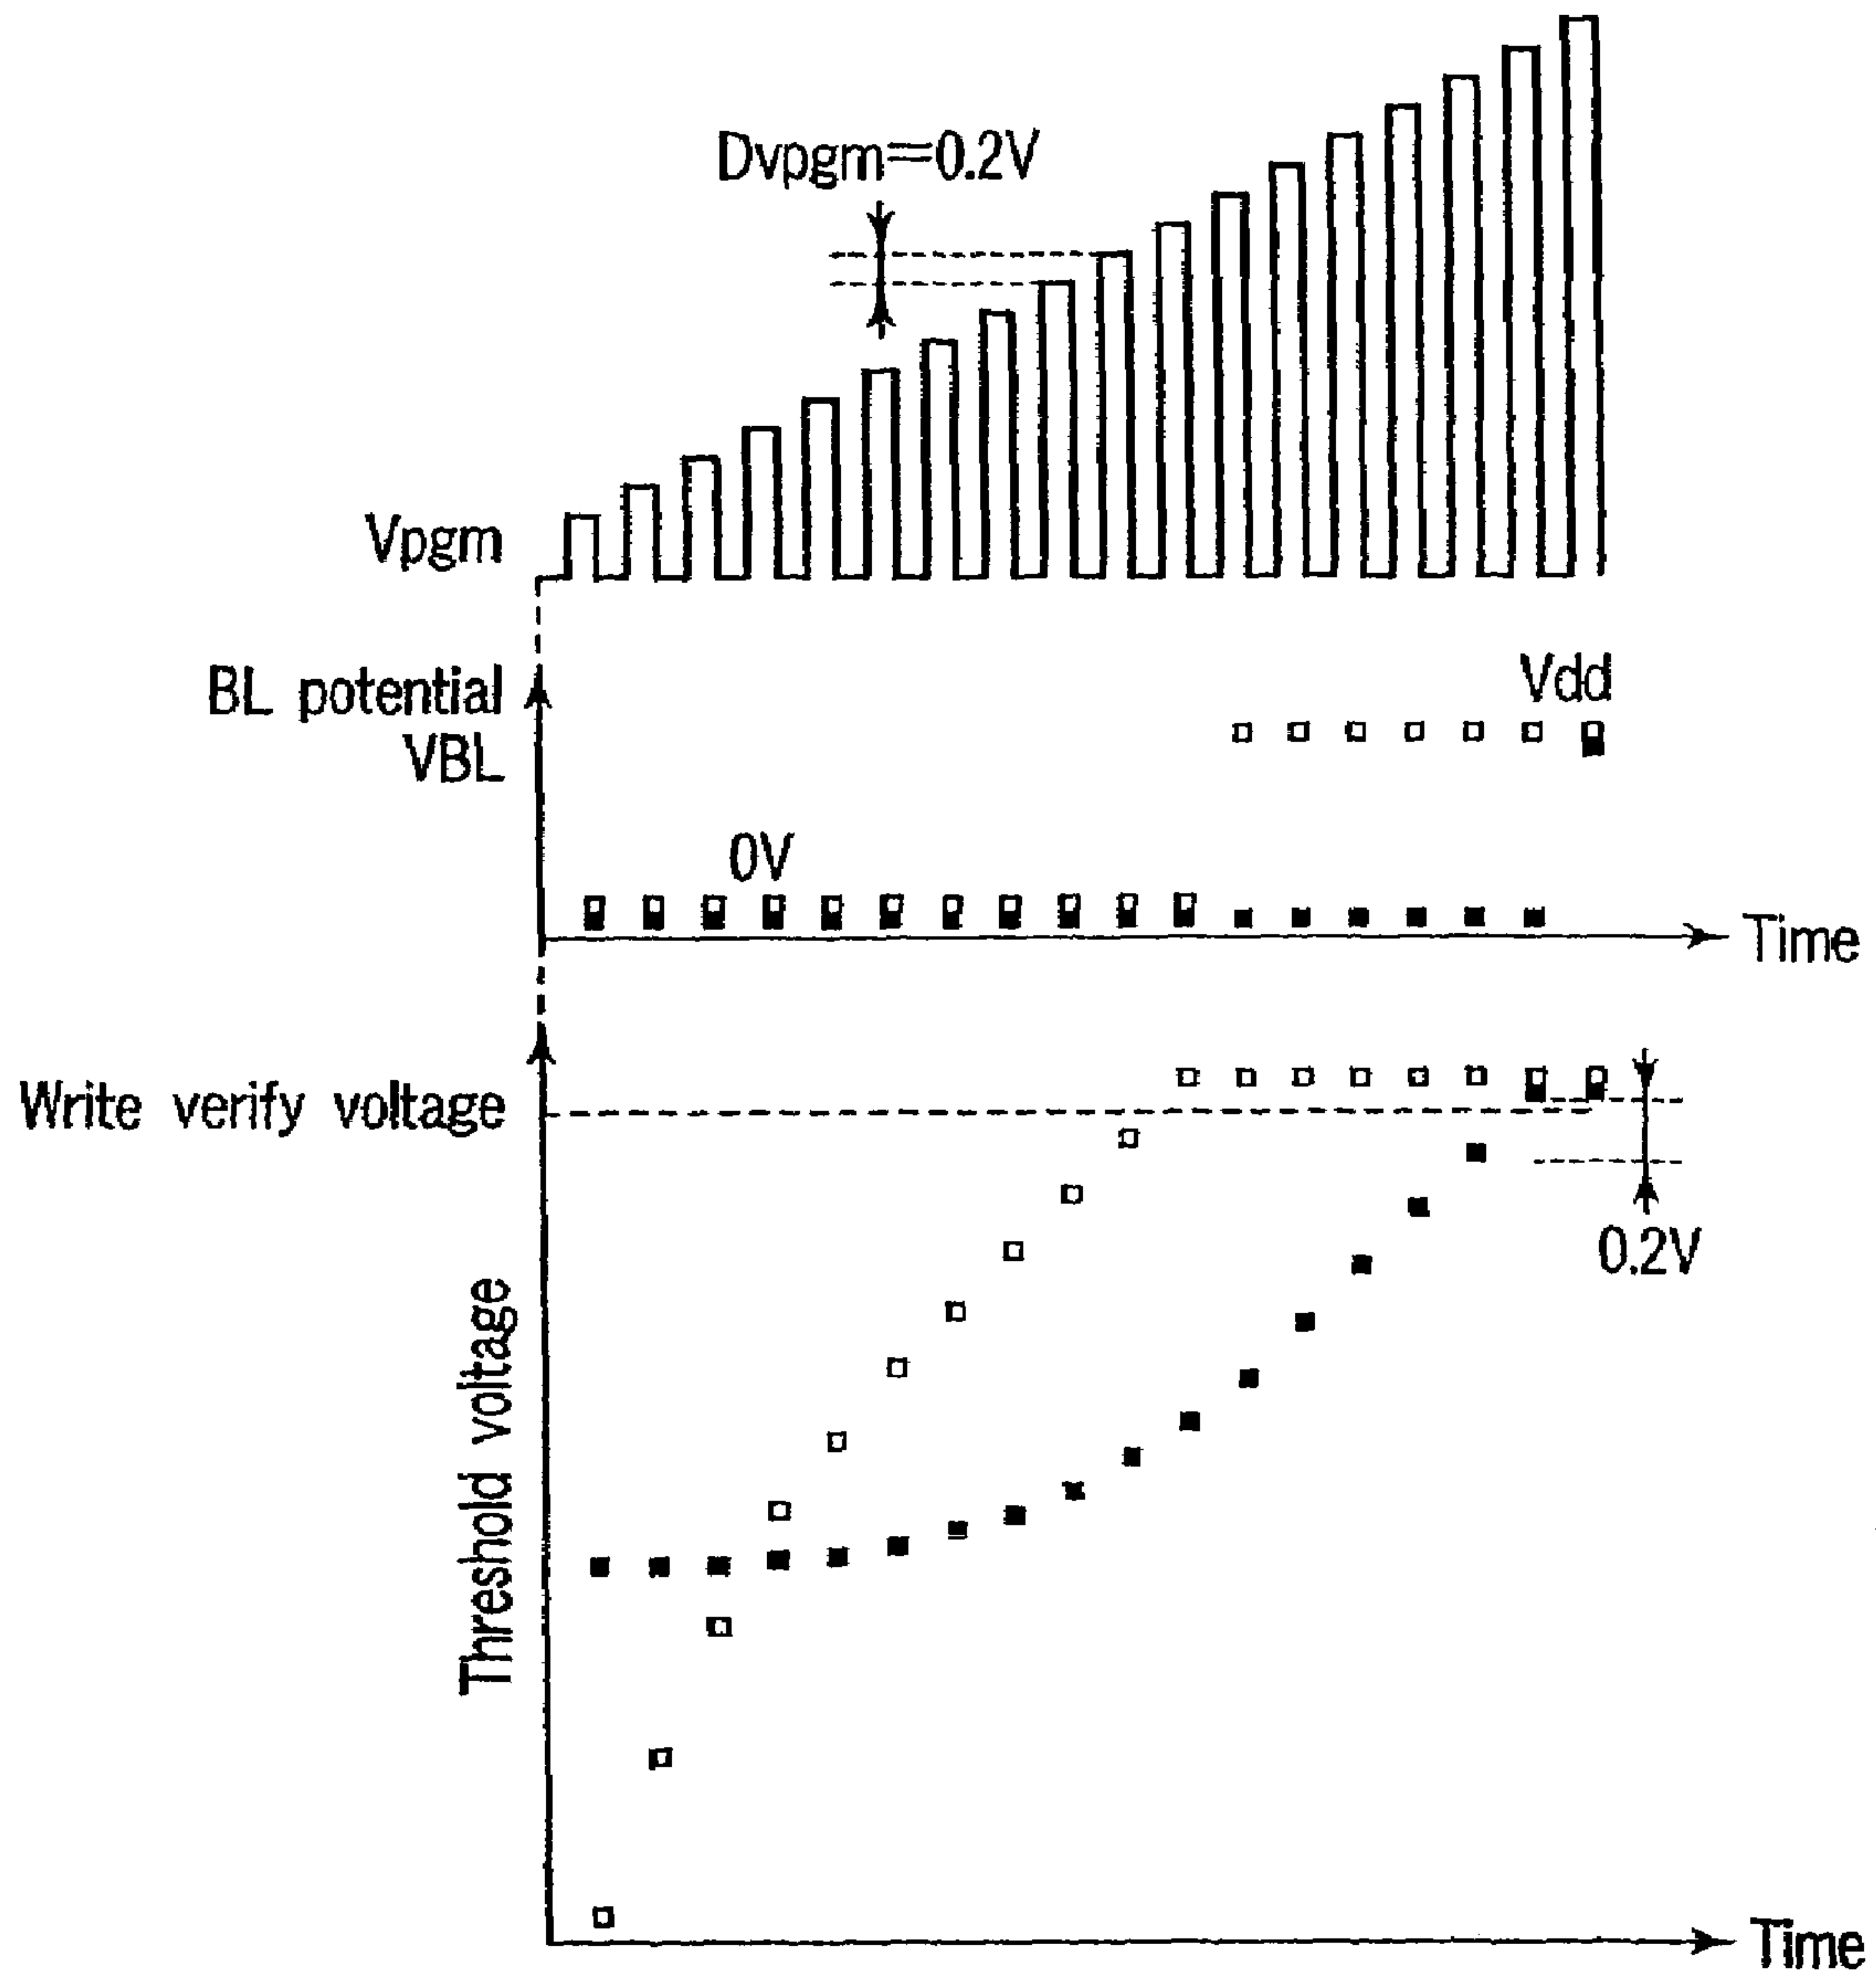 Dvpgm=0.2V
Vpgm
BL potential
VBL
Vdd
0V
Time
Write verify voltage
0.2V
Threshold voltage
Time